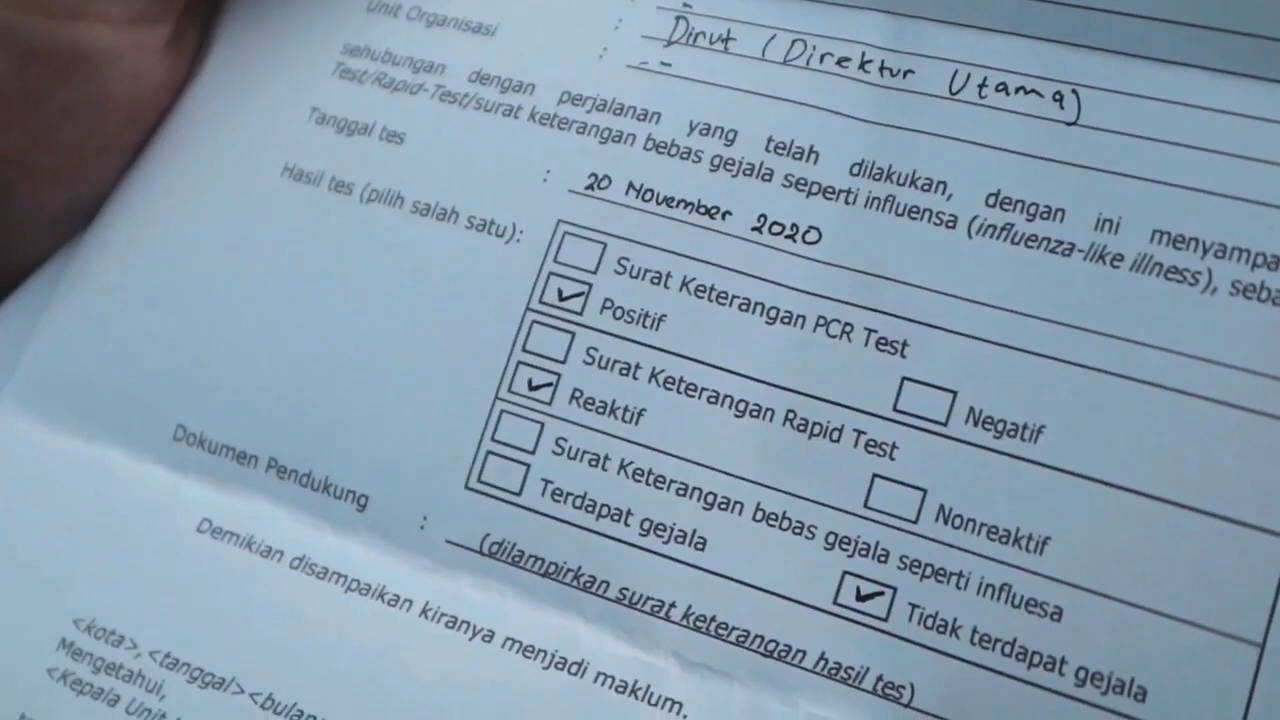 Unit Organisasi :
Dirut (Direktur Utama)
: --
sehubungan dengan perjalanan yang telah dilakukan, dengan ini menyampa
Test/Rapid-Test/surat keterangan bebas gejala seperti influensa (influenza-like illness), seba
Tanggal tes : 20 November 2020
Hasil tes (pilih salah satu):
Surat Keterangan PCR Test
Positif Negatif
Surat Keterangan Rapid Test
Reaktif Nonreaktif
Surat Keterangan bebas gejala seperti influesa
Terdapat gejala Tidak terdapat gejala
Dokumen Pendukung : (dilampirkan surat keterangan hasil tes)
Demikian disampaikan kiranya menjadi maklum.
<kota>, <tanggal><bulan
Mengetahui,
<Kepala Unit